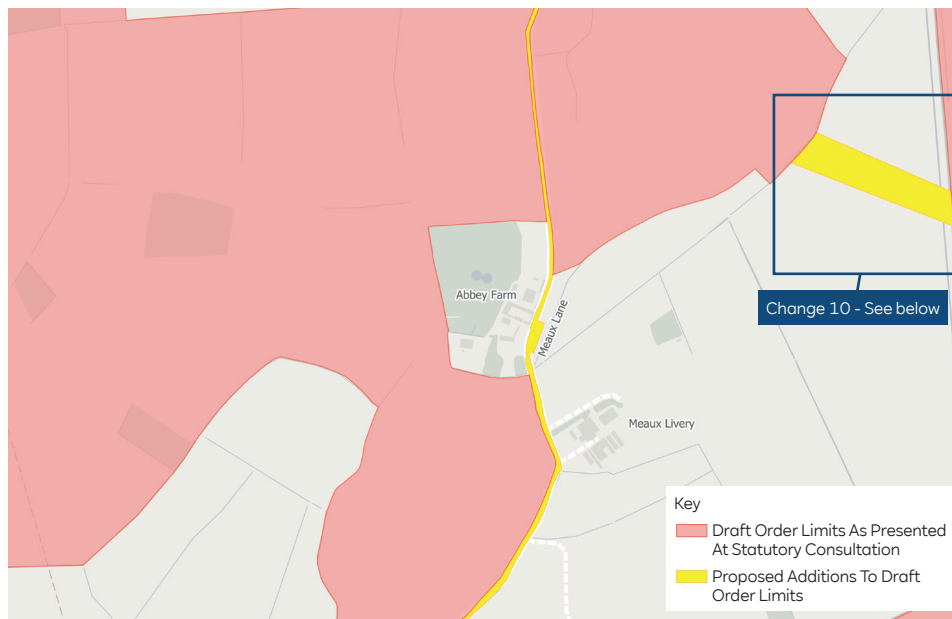 Abbey Farm
Meaux Lane
Change 10 - See below
Meaux Livery
Key
Draft Order Limits As Presented
At Statutory Consultation
Proposed Additions To Draft
Order Limits